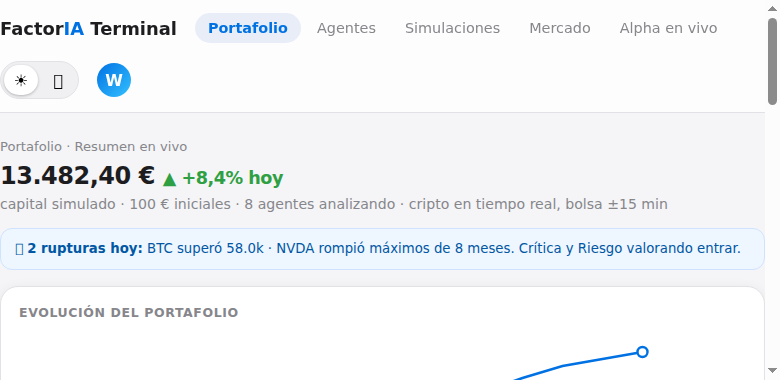 FactorIA Terminal
Portafolio Agentes Simulaciones Mercado Alpha en vivo
W
Portafolio · Resumen en vivo
13.482,40 € ▲ +8,4% hoy
capital simulado · 100 € iniciales · 8 agentes analizando · cripto en tiempo real, bolsa ±15 min
2 rupturas hoy: BTC superó 58.0k · NVDA rompió máximos de 8 meses. Crítica y Riesgo valorando entrar.
EVOLUCIÓN DEL PORTAFOLIO